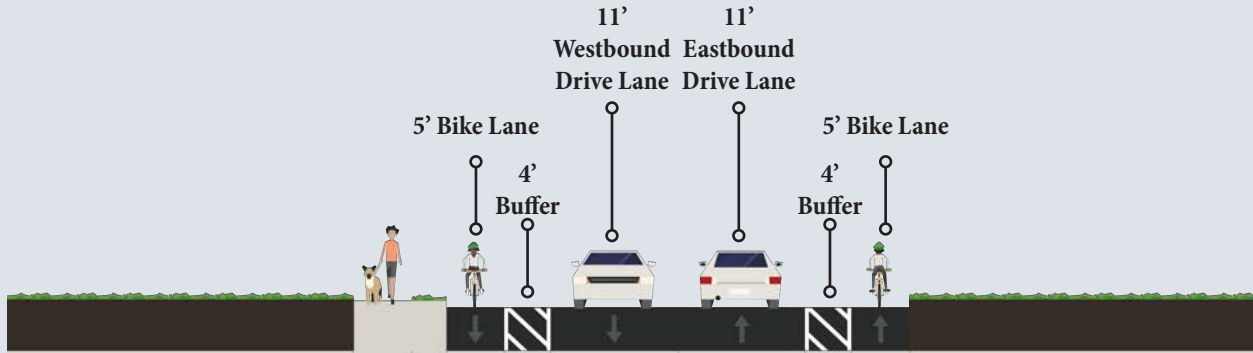 11’
Westbound
Drive Lane
11’
Eastbound
Drive Lane
5’ Bike Lane
4’
Buffer
4’
Buffer
5’ Bike Lane